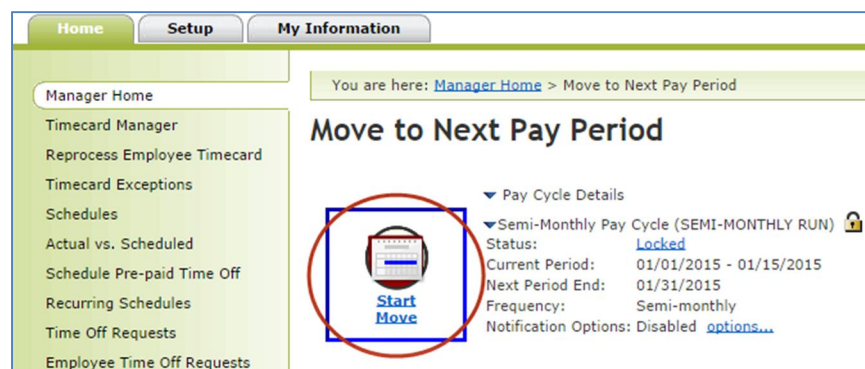 Home Setup My Information
Manager Home
Timecard Manager
Reprocess Employee Timecard
Timecard Exceptions
Schedules
Actual vs. Scheduled
Schedule Pre-paid Time Off
Recurring Schedules
Time Off Requests
Employee Time Off Requests
You are here: Manager Home > Move to Next Pay Period
Move to Next Pay Period
Start
Move
Pay Cycle Details
Semi-Monthly Pay Cycle (SEMI-MONTHLY RUN)
Status: Locked
Current Period: 01/01/2015 - 01/15/2015
Next Period End: 01/31/2015
Frequency: Semi-monthly
Notification Options: Disabled options...